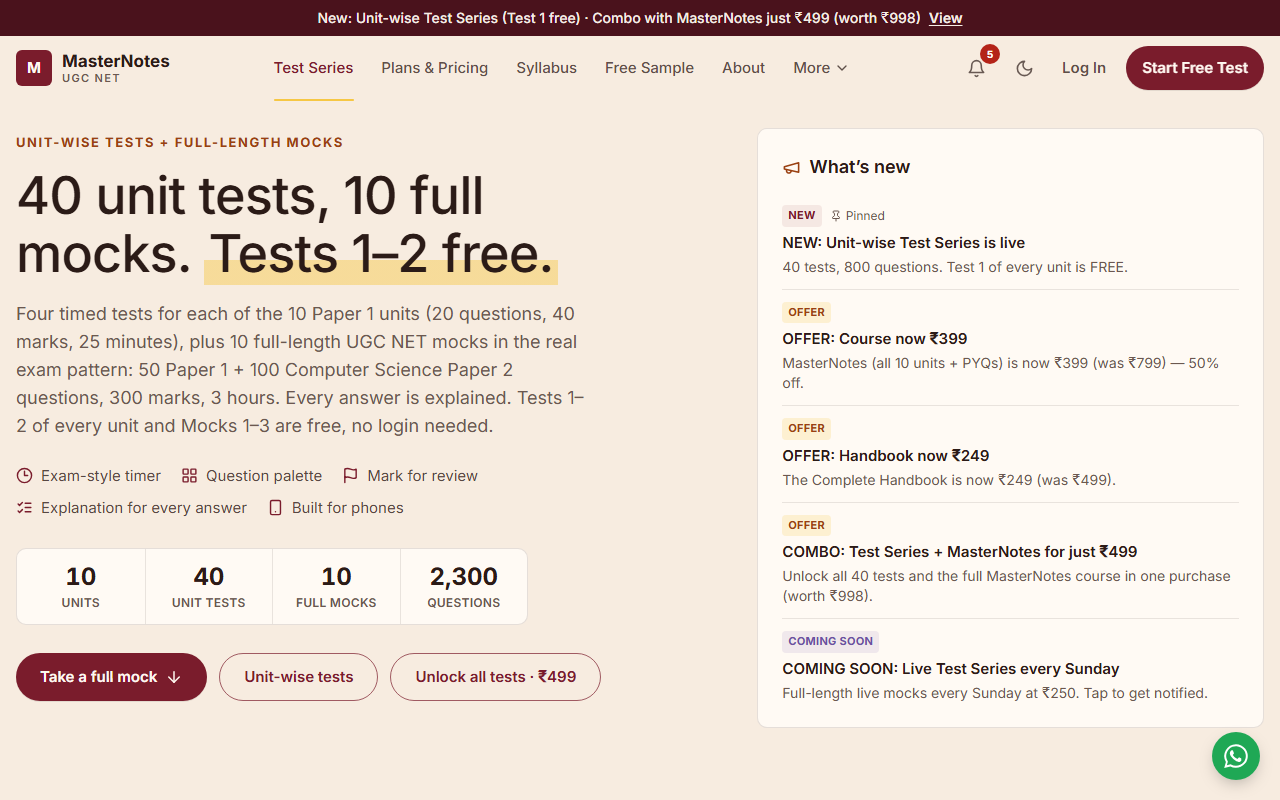 New: Unit-wise Test Series (Test 1 free) · Combo with MasterNotes just ₹499 (worth ₹998) View
M MasterNotes
UGC NET
Test Series Plans & Pricing Syllabus Free Sample About More
5
Log In Start Free Test
UNIT-WISE TESTS + FULL-LENGTH MOCKS
40 unit tests, 10 full
mocks. Tests 1–2 free.
Four timed tests for each of the 10 Paper 1 units (20 questions, 40
marks, 25 minutes), plus 10 full-length UGC NET mocks in the real
exam pattern: 50 Paper 1 + 100 Computer Science Paper 2
questions, 300 marks, 3 hours. Every answer is explained. Tests 1–
2 of every unit and Mocks 1–3 are free, no login needed.
Exam-style timer Question palette Mark for review
Explanation for every answer Built for phones
10 40 10 2,300
UNITS UNIT TESTS FULL MOCKS QUESTIONS
Take a full mock Unit-wise tests Unlock all tests · ₹499
What’s new
NEW Pinned
NEW: Unit-wise Test Series is live
40 tests, 800 questions. Test 1 of every unit is FREE.
OFFER
OFFER: Course now ₹399
MasterNotes (all 10 units + PYQs) is now ₹399 (was ₹799) — 50%
off.
OFFER
OFFER: Handbook now ₹249
The Complete Handbook is now ₹249 (was ₹499).
OFFER
COMBO: Test Series + MasterNotes for just ₹499
Unlock all 40 tests and the full MasterNotes course in one purchase
(worth ₹998).
COMING SOON
COMING SOON: Live Test Series every Sunday
Full-length live mocks every Sunday at ₹250. Tap to get notified.